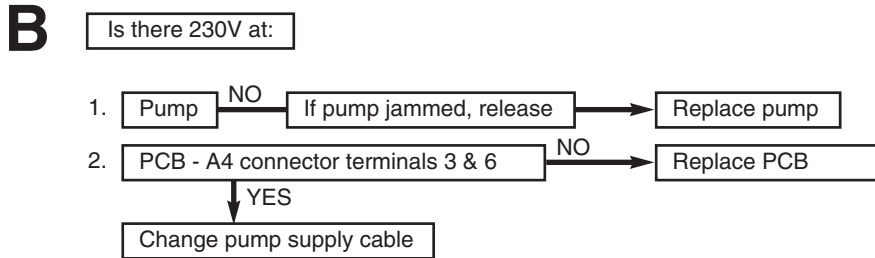 B Is there 230V at:
1. Pump NO If pump jammed, release Replace pump
2. PCB - A4 connector terminals 3 & 6 NO Replace PCB
YES
Change pump supply cable